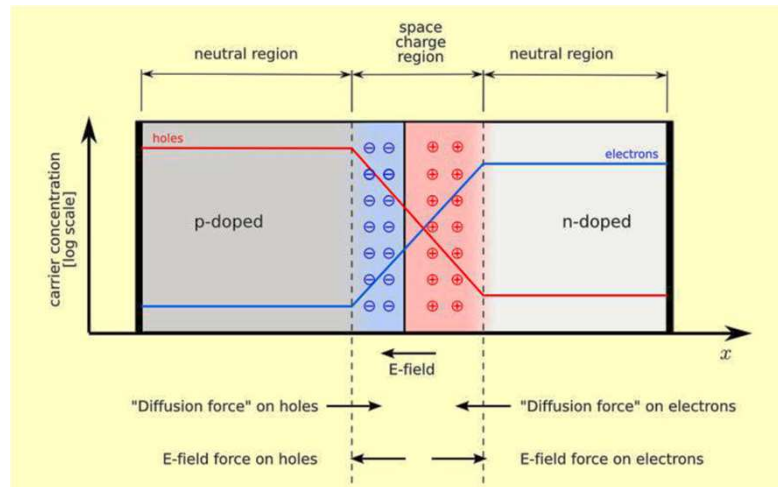 space
charge
region
neutral region
neutral region
holes
electrons
carrier concentration
[log scale]
p-doped
n-doped
⊖ ⊖ ⊕ ⊕
⊖ ⊖ ⊕ ⊕
⊖ ⊖ ⊕ ⊕
⊖ ⊖ ⊕ ⊕
⊖ ⊖ ⊕ ⊕
⊖ ⊖ ⊕ ⊕
⊖ ⊖ ⊕ ⊕
x
E-field
"Diffusion force" on holes
"Diffusion force" on electrons
E-field force on holes
E-field force on electrons